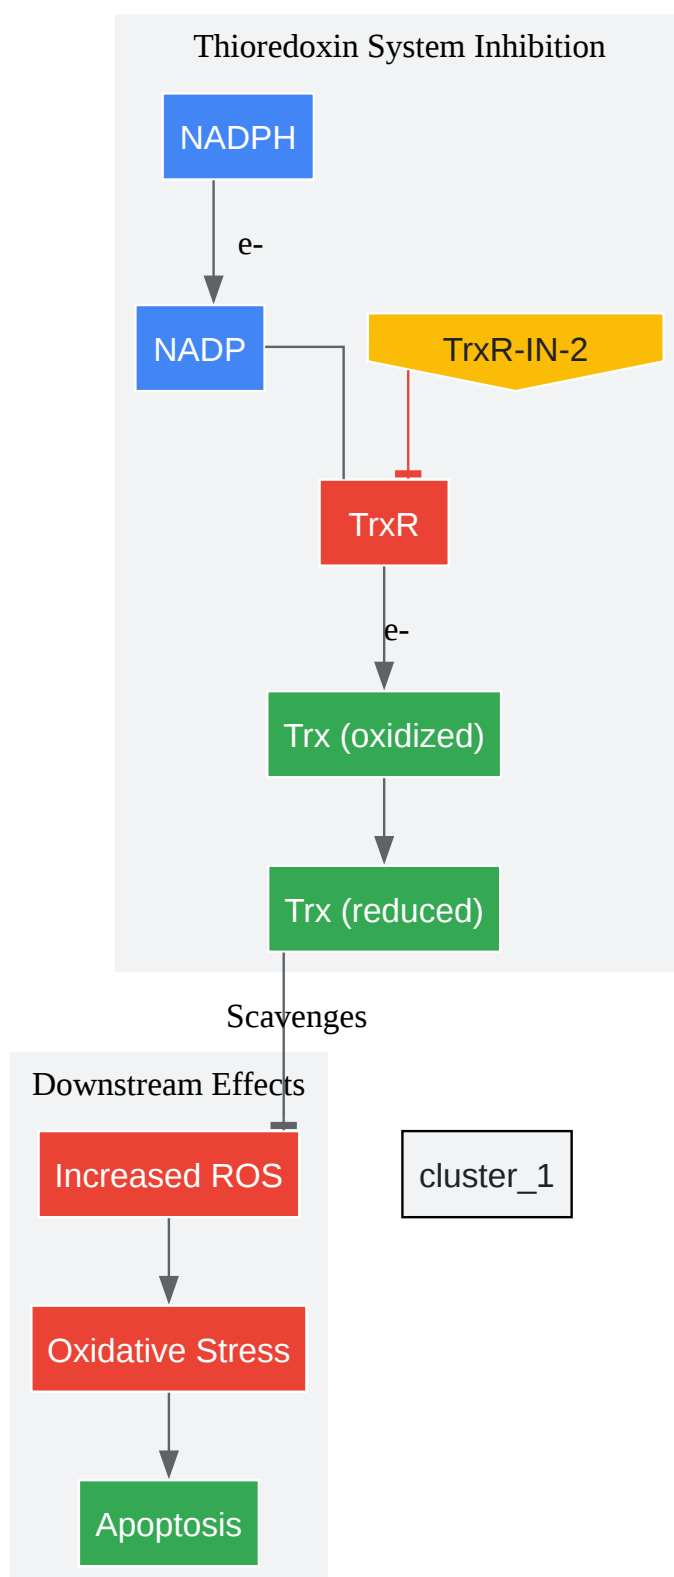 Thioredoxin System Inhibition
NADPH
e-
NADP
TrxR-IN-2
TrxR
e-
Trx (oxidized)
Trx (reduced)
Scavenges
Downstream Effects
Increased ROS
cluster_1
Oxidative Stress
Apoptosis